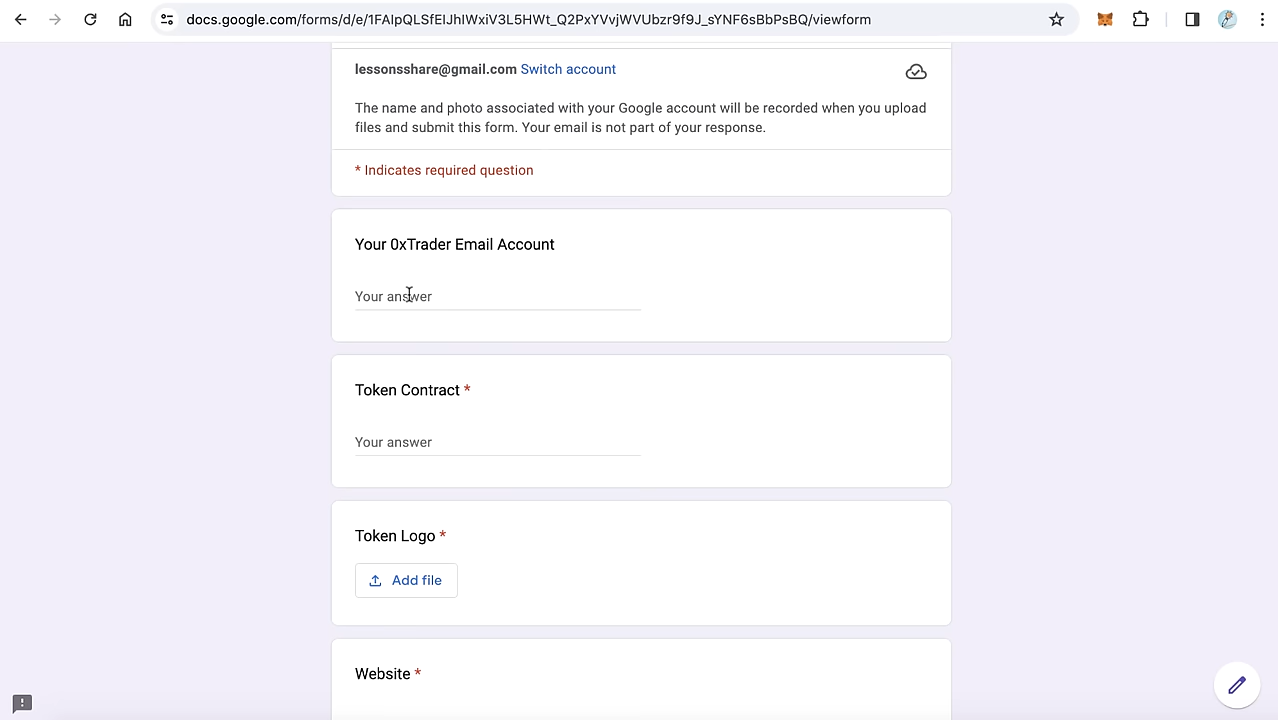 docs.google.com/forms/d/e/1FAIpQLSfEIJhIWxiV3L5HWt_Q2PxYVvjWVUbzr9f9J_sYNF6sBbPsBQ/viewform
lessonsshare@gmail.com Switch account
The name and photo associated with your Google account will be recorded when you upload
files and submit this form. Your email is not part of your response.
* Indicates required question
Your 0xTrader Email Account
Your answer
Token Contract *
Your answer
Token Logo *
Add file
Website *